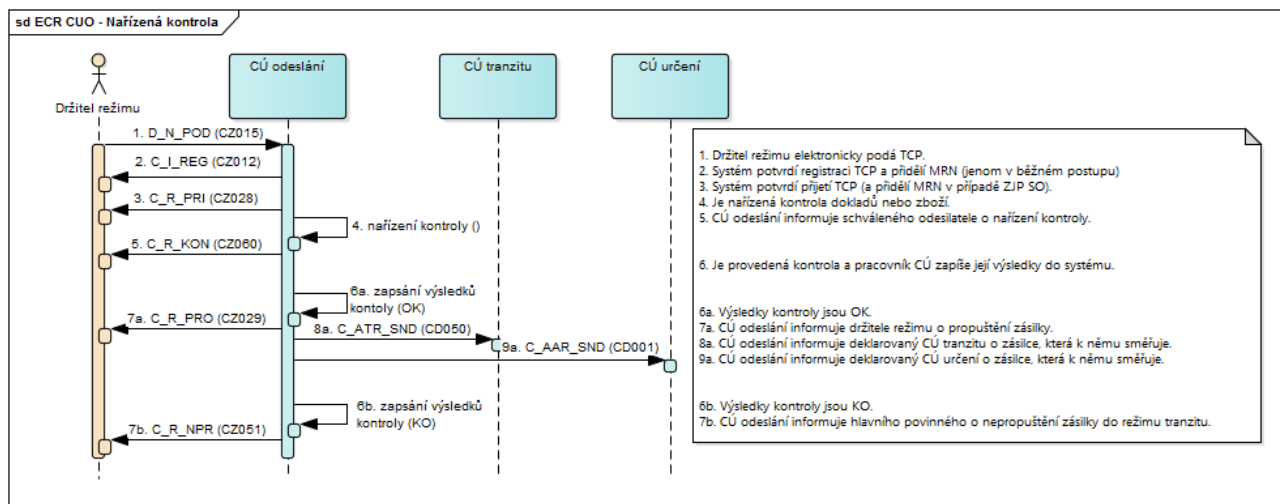 sd ECR CUO - Nařízená kontrola
Držitel režimu
CÚ odeslání
CÚ tranzitu
CÚ určení
1. D_N_POD (CZ015)
2. C_I_REG (CZ012)
3. C_R_PRI (CZ028)
4. nařízení kontroly ()
5. C_R_KON (CZ060)
6a. zapsání výsledků
kontoly (OK)
7a. C_R_PRO (CZ029)
8a. C_ATR_SND (CD050)
9a. C_AAR_SND (CD001)
6b. zapsání výsledků
kontroly (KO)
7b. C_R_NPR (CZ051)
1. Držitel režimu elektronicky podá TCP.
2. Systém potvrdí registraci TCP a přidělí MRN (jenom v běžném postupu)
3. Systém potvrdí přijetí TCP (a přidělí MRN v případě ZJP SO).
4. Je nařízená kontrola dokladů nebo zboží.
5. CÚ odeslání informuje schváleného odesilatele o nařízení kontroly.
6. Je provedená kontrola a pracovník CÚ zapíše její výsledky do systému.
6a. Výsledky kontroly jsou OK.
7a. CÚ odeslání informuje držitele režimu o propuštění zásilky.
8a. CÚ odeslání informuje deklarovaný CÚ tranzitu o zásilce, která k němu směřuje.
9a. CÚ odeslání informuje deklarovaný CÚ určení o zásilce, která k němu směřuje.
6b. Výsledky kontroly jsou KO.
7b. CÚ odeslání informuje hlavního povinného o nepropuštění zásilky do režimu tranzitu.